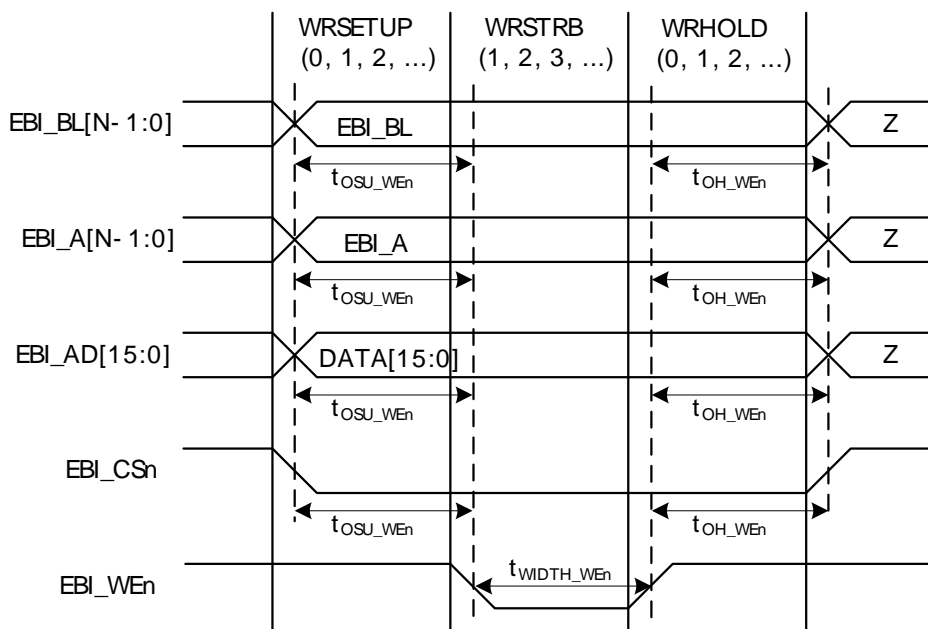 WRSETUP WRSTRB WRHOLD
(0, 1, 2, ...) (1, 2, 3, ...) (0, 1, 2, ...)
EBI_BL[N-1:0] EBI_BL Z
tOSU_WEn tOH_WEn
EBI_A[N-1:0] EBI_A Z
tOSU_WEn tOH_WEn
EBI_AD[15:0] DATA[15:0] Z
tOSU_WEn tOH_WEn
EBI_CSn
tOSU_WEn tOH_WEn
EBI_WEn tWIDTH_WEn